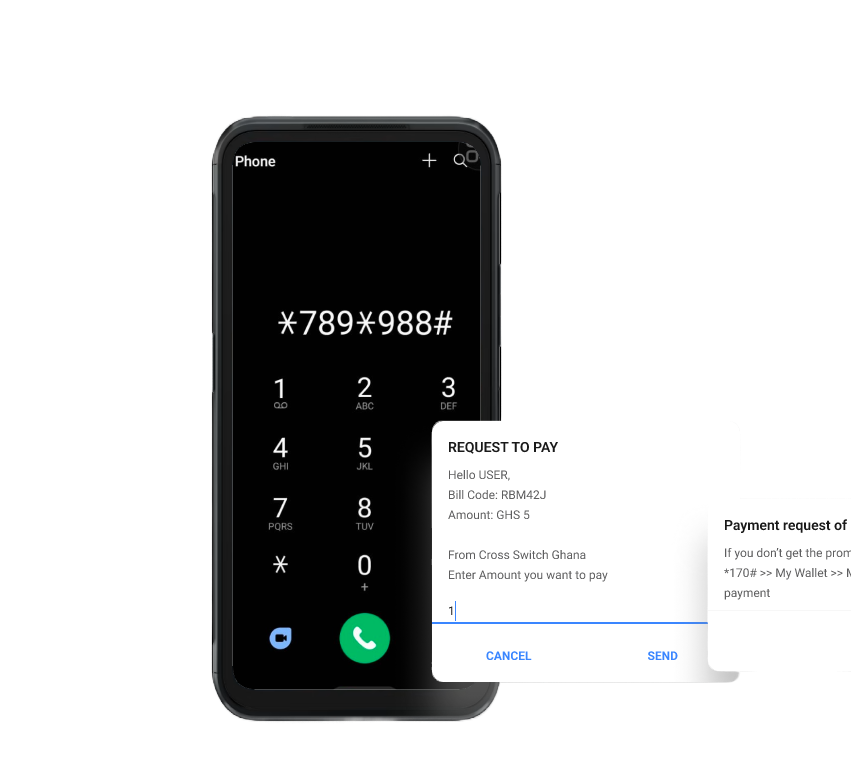 Phone
*789*988#
1 2 3
ABC DEF
4 5
GHI JKL
7 8
PQRS TUV
* 0
+
REQUEST TO PAY
Hello USER,
Bill Code: RBM42J
Amount: GHS 5
From Cross Switch Ghana
Enter Amount you want to pay
1
CANCEL SEND
Payment request of
If you don't get the prom
*170# >> My Wallet >> M
payment